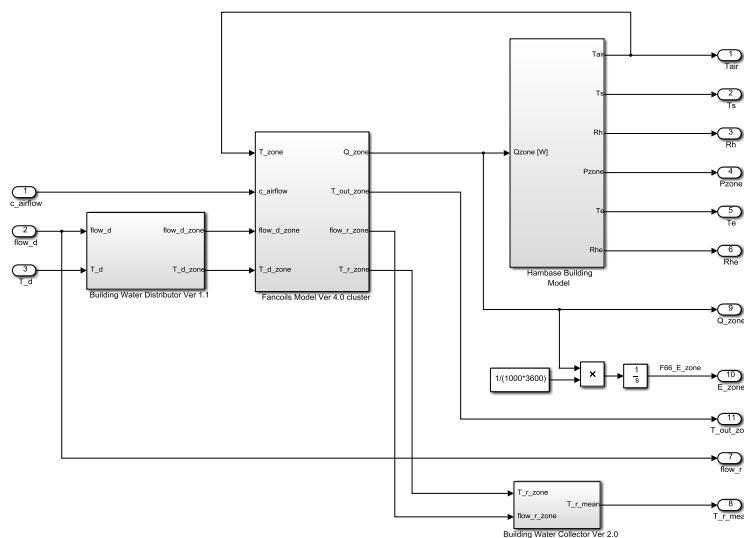 Tair
1
Tair
Ts
2
Ts
T_zone
Q_zone
Qzone [W]
Rh
3
Rh
Pzone
4
Pzone
1
c_airflow
c_airflow
T_out_zone
Te
5
Te
2
flow_d
flow_d
flow_d_zone
flow_d_zone
flow_r_zone
Rhe
6
Rhe
3
T_d
T_d
T_d_zone
T_d_zone
T_r_zone
Hambase Building
Model
Building Water Distributor Ver 1.1
Fancoils Model Ver 4.0 cluster
9
Q_zone
1/(1000*3600)
×
1
s
F66_E_zone
10
E_zone
11
T_out_zo
7
flow_r
T_r_zone
T_r_mean
8
T_r_mea
flow_r_zone
Building Water Collector Ver 2.0